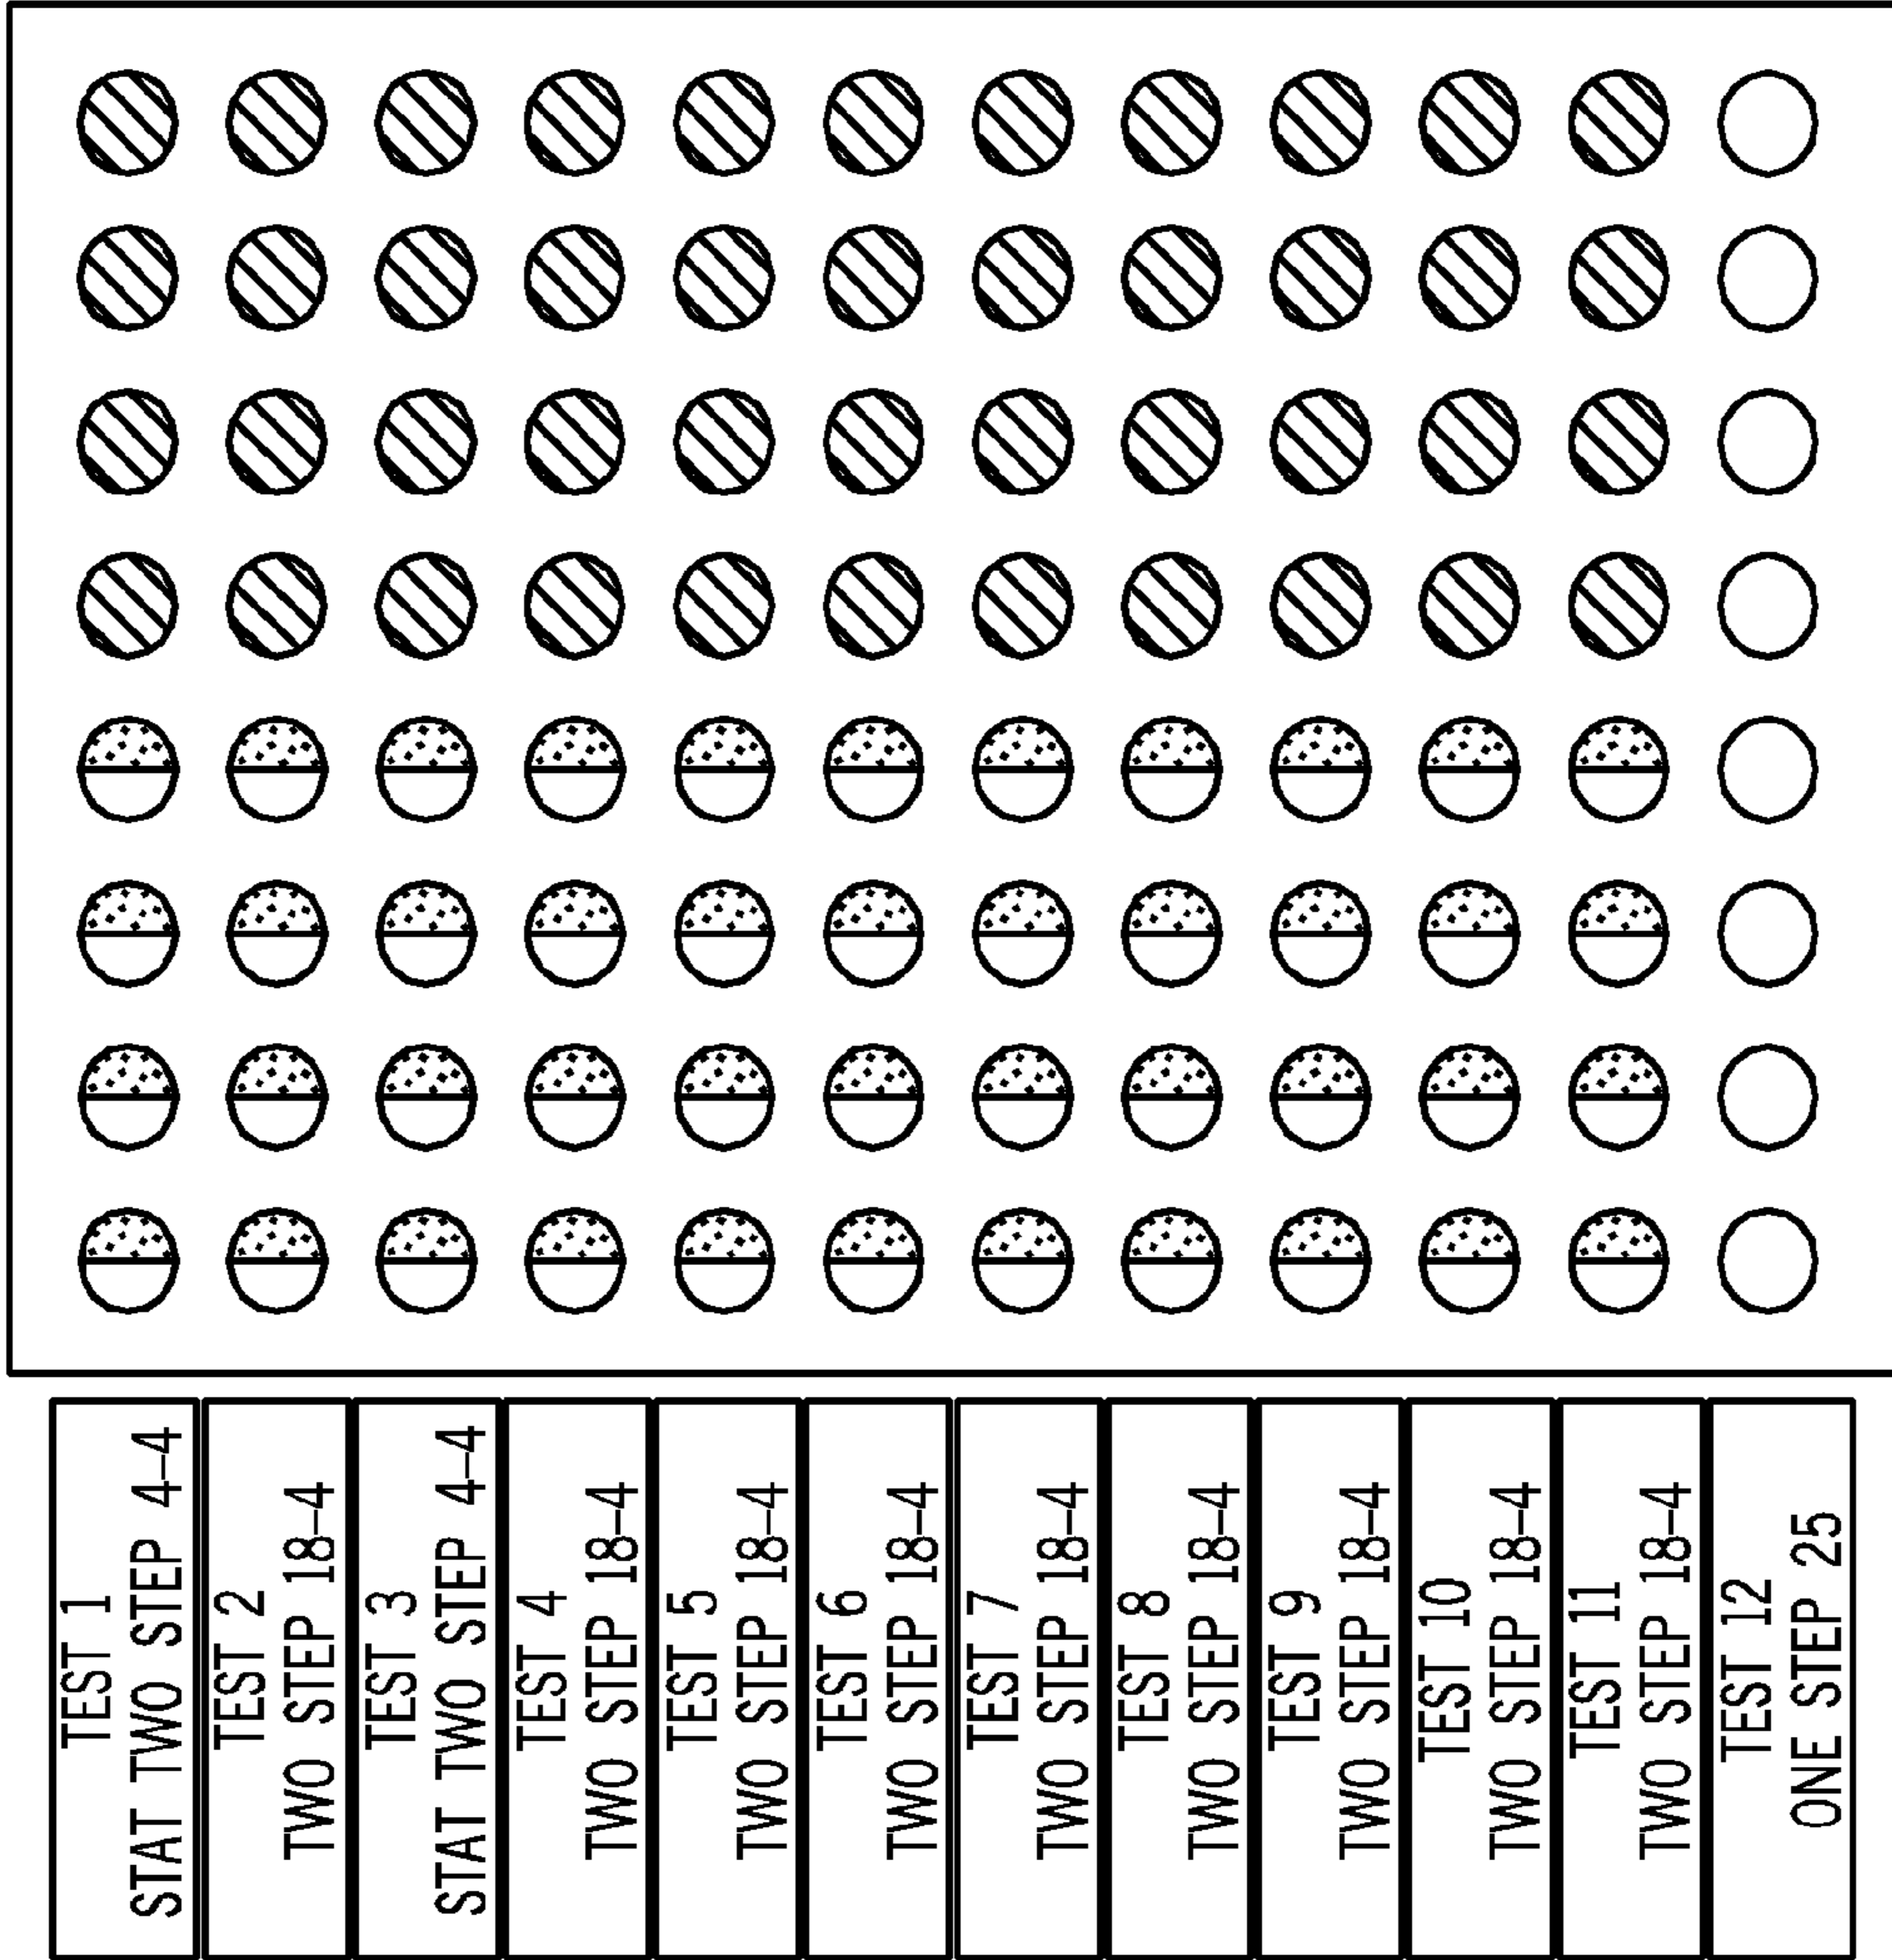 TEST 1
STAT TWO STEP 4-4
TEST 2
TWO STEP 18-4
TEST 3
STAT TWO STEP 4-4
TEST 4
TWO STEP 18-4
TEST 5
TWO STEP 18-4
TEST 6
TWO STEP 18-4
TEST 7
TWO STEP 18-4
TEST 8
TWO STEP 18-4
TEST 9
TWO STEP 18-4
TEST 10
TWO STEP 18-4
TEST 11
TWO STEP 18-4
TEST 12
ONE STEP 25